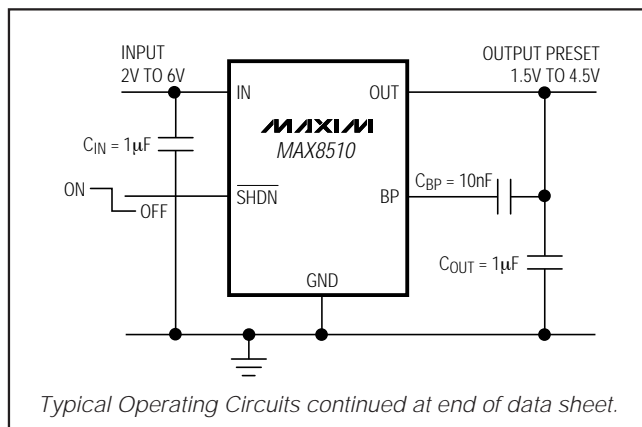 INPUT
2V TO 6V
OUTPUT PRESET
1.5V TO 4.5V
IN
OUT
MAXIM
MAX8510
C_IN = 1µF
ON
OFF
SHDN
BP
C_BP = 10nF
C_OUT = 1µF
GND
Typical Operating Circuits continued at end of data sheet.